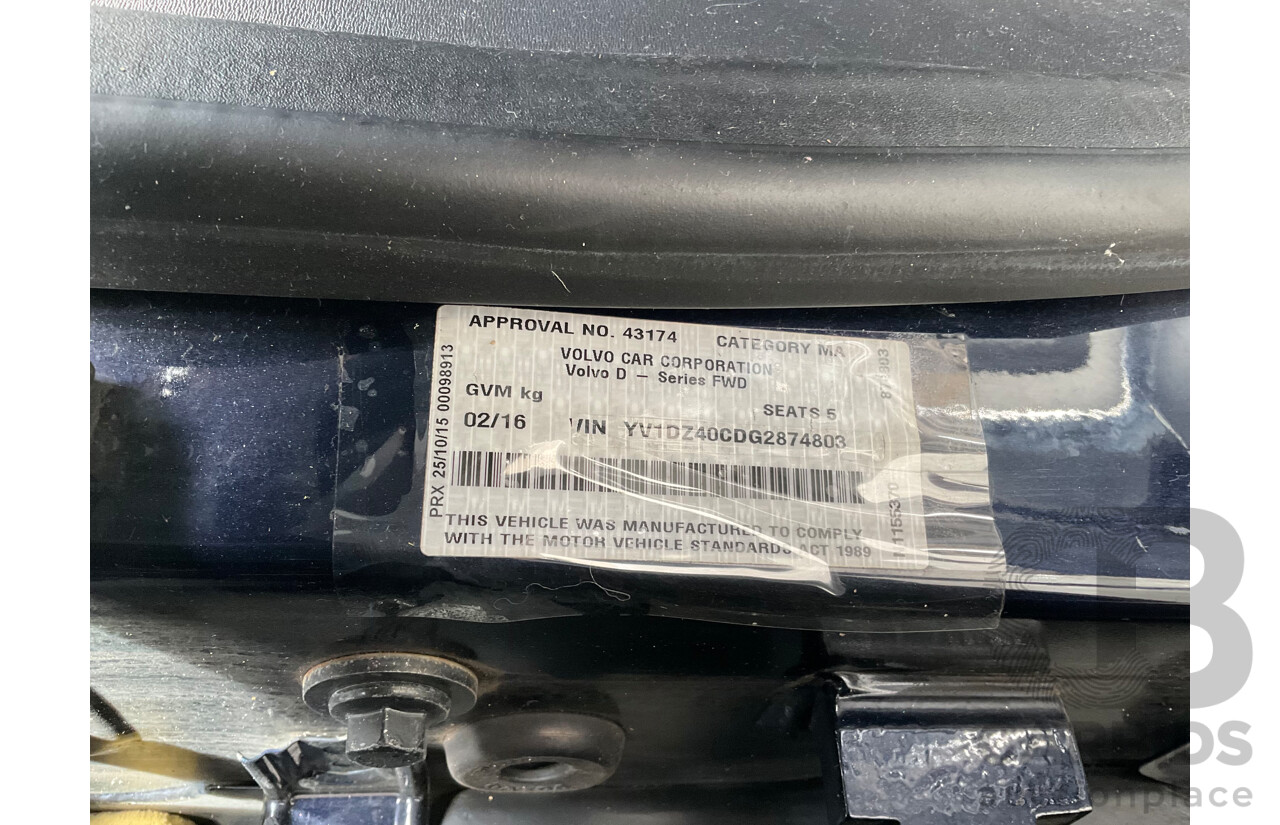 APPROVAL NO. 43174 CATEGORY MA
VOLVO CAR CORPORATION
Volvo D – Series FWD
GVM kg
SEATS 5
02/16 VIN YV1DZ40CDG2874803
THIS VEHICLE WAS MANUFACTURED TO COMPLY
WITH THE MOTOR VEHICLE STANDARDS ACT 1989
PRX 25/10/15 00098913